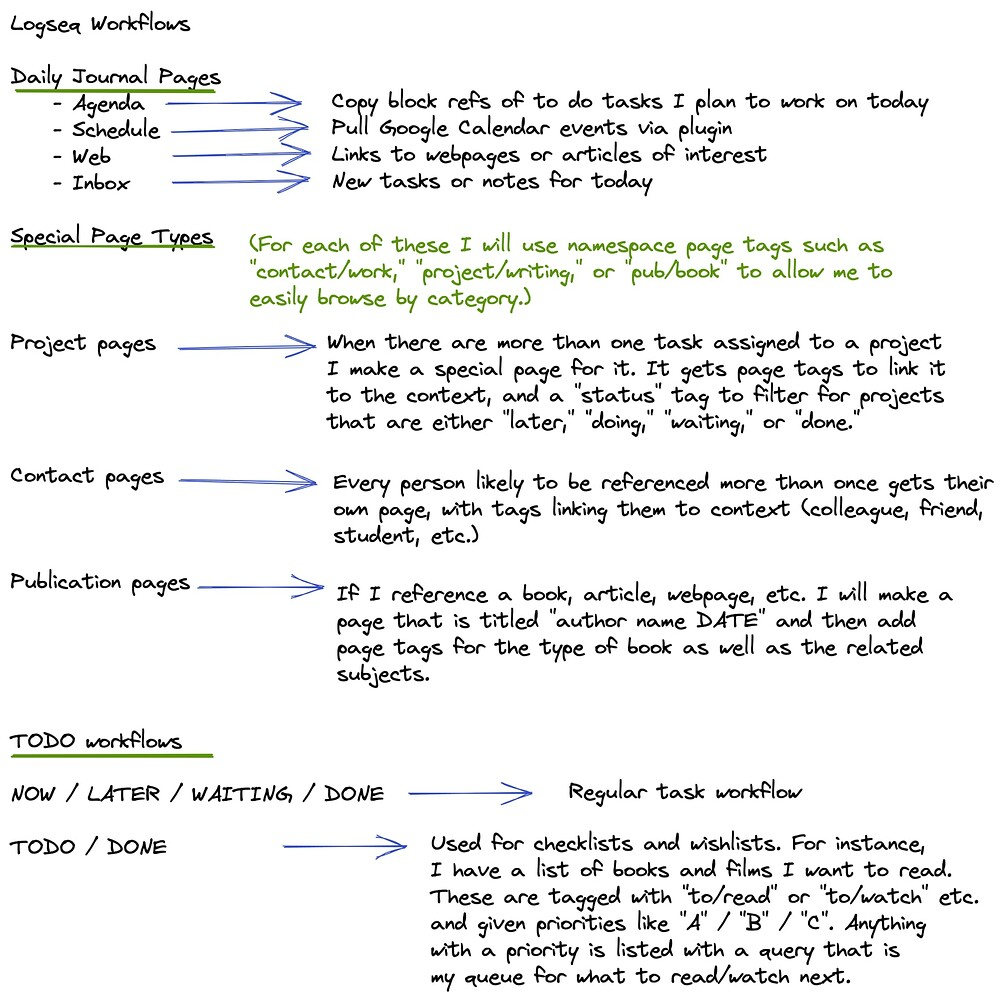 Logseq Workflows
Daily Journal Pages
- Agenda Copy block refs of to do tasks I plan to work on today
- Schedule Pull Google Calendar events via plugin
- Web Links to webpages or articles of interest
- Inbox New tasks or notes for today
Special Page Types
(For each of these I will use namespace page tags such as
"contact/work," "project/writing," or "pub/book" to allow me to
easily browse by category.)
Project pages When there are more than one task assigned to a project
I make a special page for it. It gets page tags to link it
to the context, and a "status" tag to filter for projects
that are either "later," "doing," "waiting," or "done."
Contact pages Every person likely to be referenced more than once gets their
own page, with tags linking them to context (colleague, friend,
student, etc.)
Publication pages If I reference a book, article, webpage, etc. I will make a
page that is titled "author name DATE" and then add
page tags for the type of book as well as the related
subjects.
TODO workflows
NOW / LATER / WAITING / DONE Regular task workflow
TODO / DONE Used for checklists and wishlists. For instance,
I have a list of books and films I want to read.
These are tagged with "to/read" or "to/watch" etc.
and given priorities like "A" / "B" / "C". Anything
with a priority is listed with a query that is
my queue for what to read/watch next.